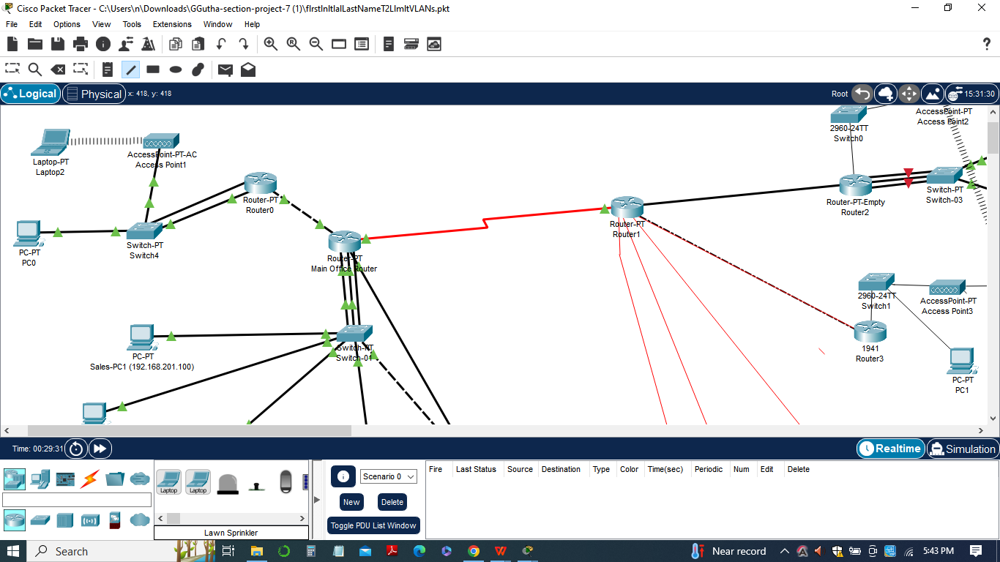 Cisco Packet Tracer - C:\Users\n\Downloads\GGutha-section-project-7 (1)\fIrstInItIalLastNameT2LImItVLANs.pkt
File Edit Options View Tools Extensions Window Help
Logical Physical x: 418, y: 418 Root 15:31:30
AccessPoint-PT
Access Point2
2960-24TT
Switch0
Laptop-PT
Laptop2
AccessPoint-PT-AC
Access Point1
Router-PT
Router0
Router-PT-Empty
Router2
Switch-PT
Switch-03
Router-PT
Router1
PC-PT
PC0
Switch-PT
Switch4
Router-PT
Main Office Router
2960-24TT
Switch1
AccessPoint-PT
Access Point3
1941
Router3
Switch-PT
Switch-01
PC-PT
Sales-PC1 (192.168.201.100)
PC-PT
PC1
Time: 00:29:31 Realtime Simulation
Fire Last Status Source Destination Type Color Time(sec) Periodic Num Edit Delete
Scenario 0
Laptop Laptop
New Delete
Toggle PDU List Window
Lawn Sprinkler
Search Near record 5:43 PM